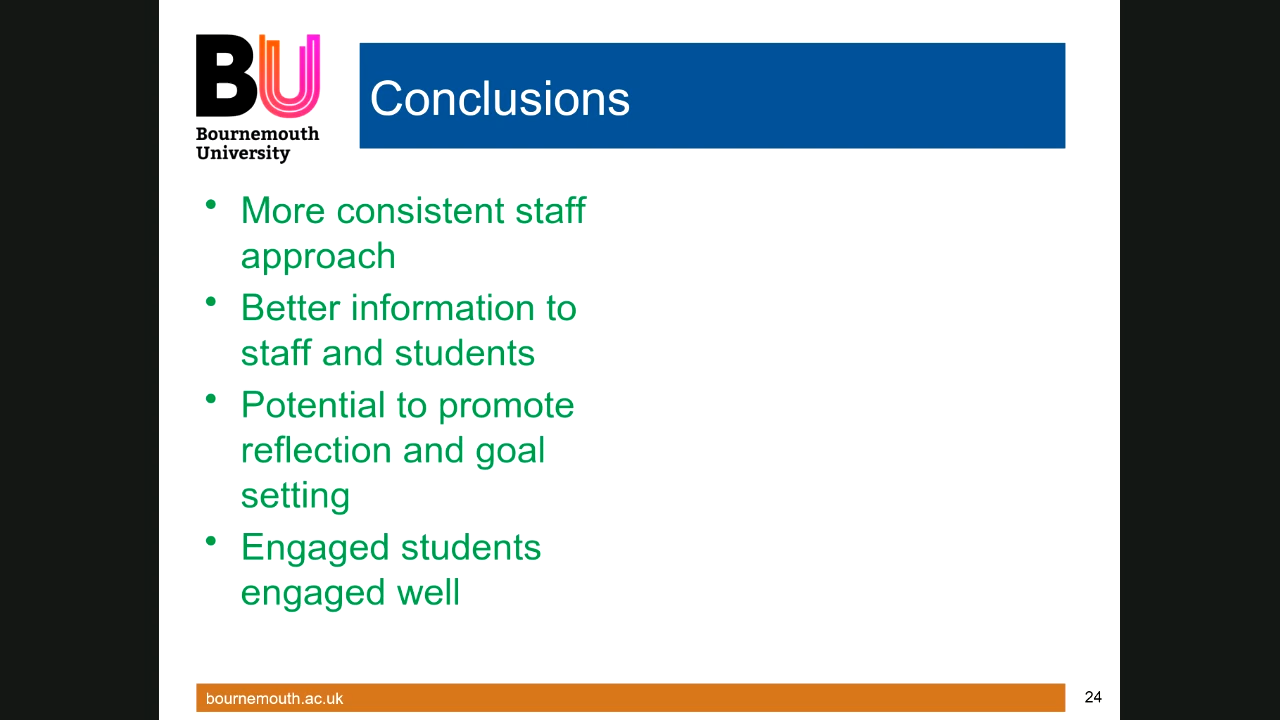 BU
Bournemouth
University
Conclusions
• More consistent staff
approach
• Better information to
staff and students
• Potential to promote
reflection and goal
setting
• Engaged students
engaged well
bournemouth.ac.uk
24